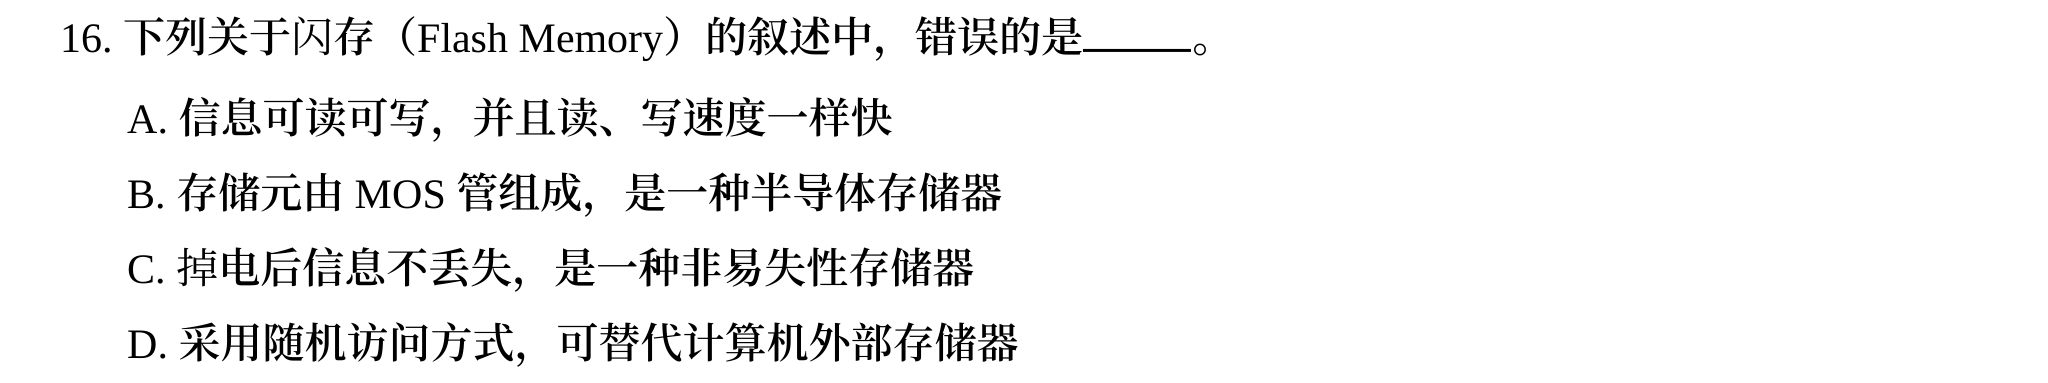 16. 下列关于闪存（Flash Memory）的叙述中，错误的是_____。
A. 信息可读可写，并且读、写速度一样快
B. 存储元由 MOS 管组成，是一种半导体存储器
C. 掉电后信息不丢失，是一种非易失性存储器
D. 采用随机访问方式，可替代计算机外部存储器